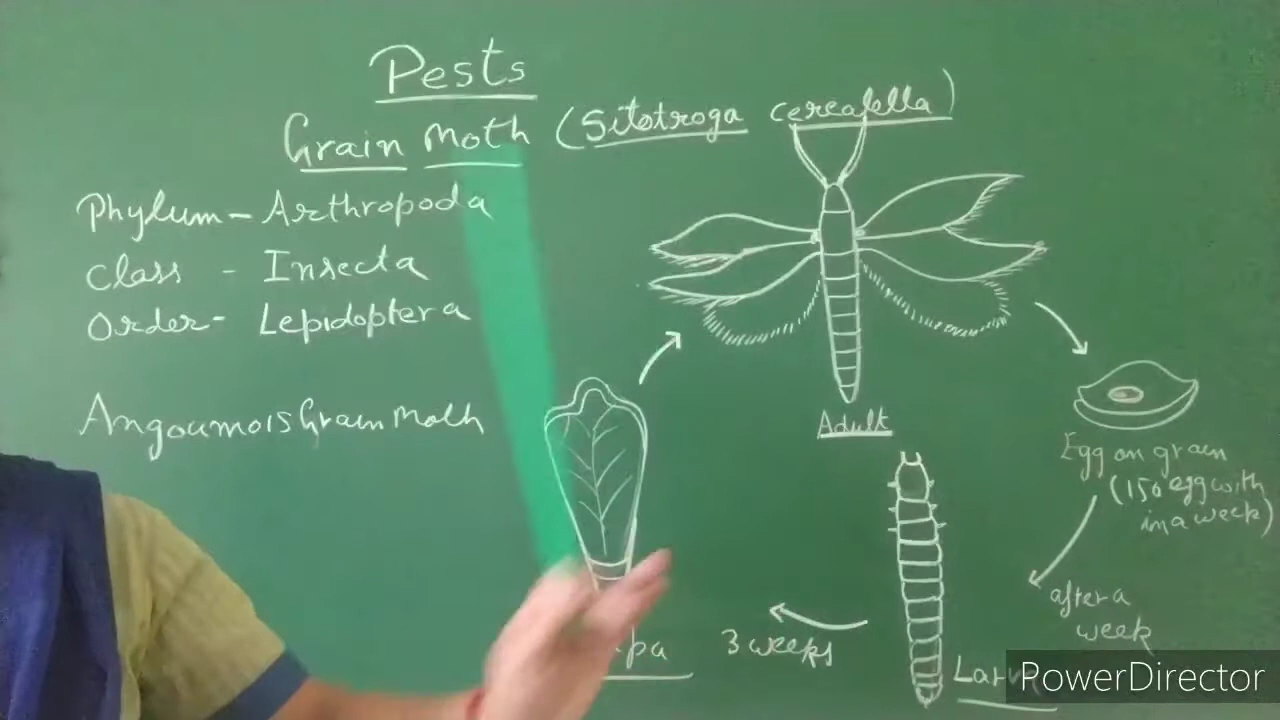 Pests
Grain Moth (Sitotroga cerealella)
Phylum - Arthropoda
Class - Insecta
Order - Lepidoptera
Angoumois Grain Moth
Adult
Egg on grain
(150 egg with
in a week)
after a
week
3 weeks
PowerDirector